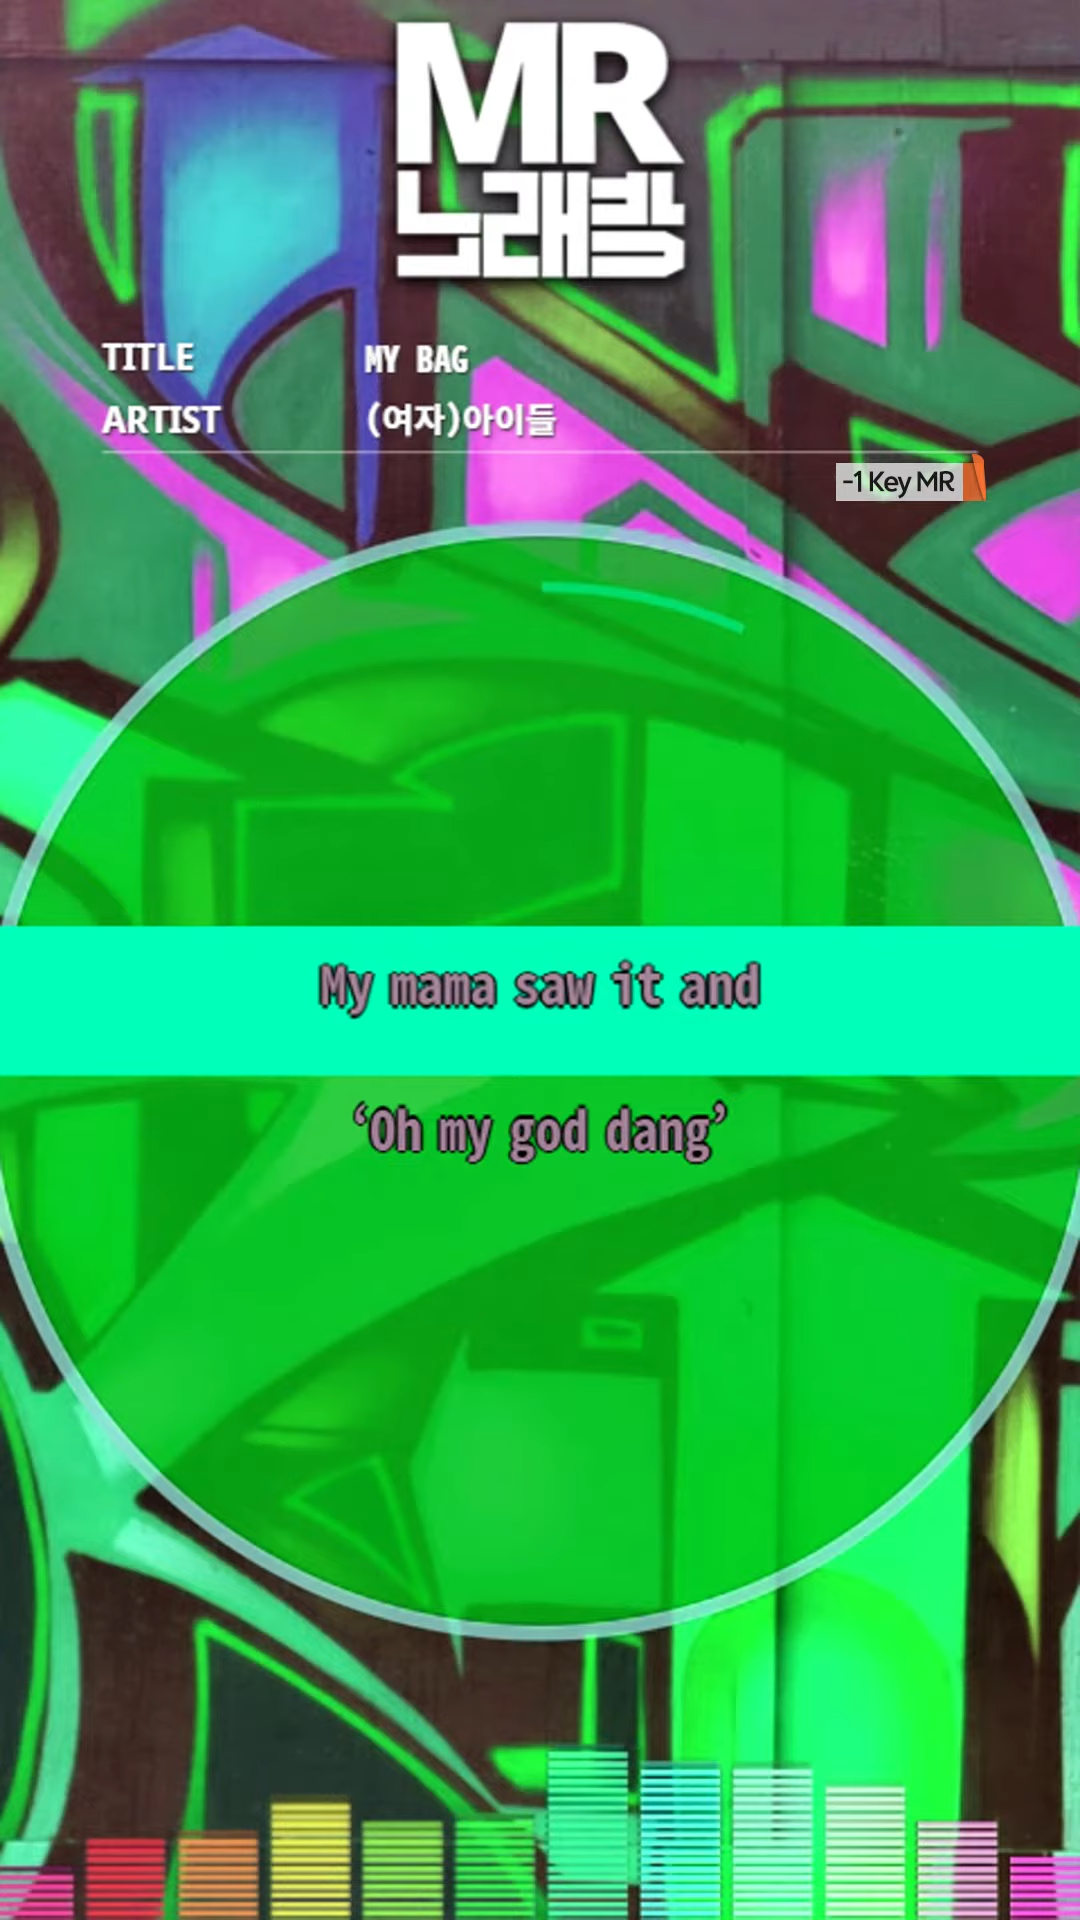 MR
노래방
TITLE MY BAG
ARTIST (여자)아이들
-1 Key MR
My mama saw it and
‘Oh my god dang’